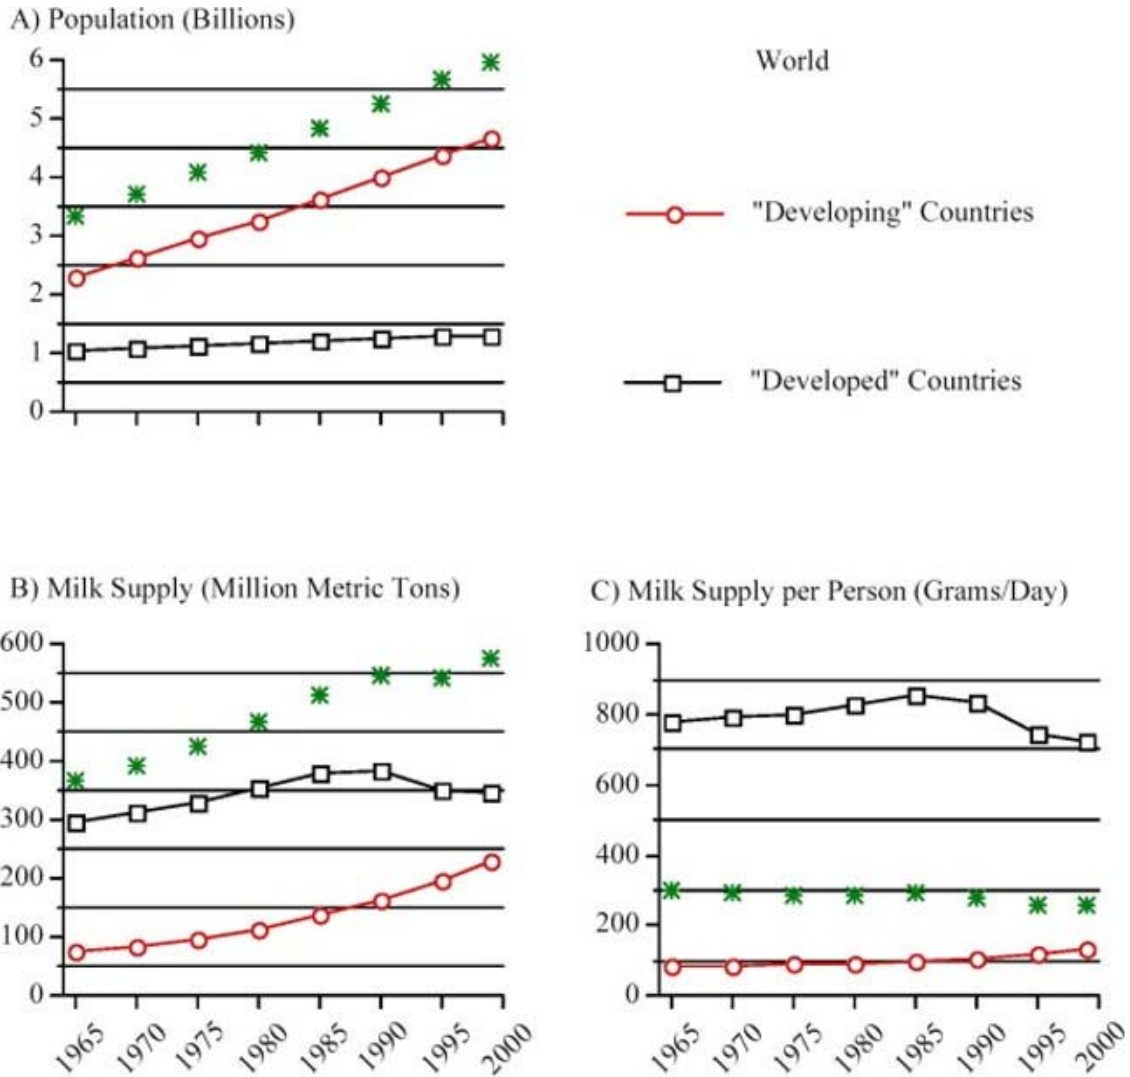 A) Population (Billions)
6
5
4
3
2
1
0
World
"Developing" Countries
"Developed" Countries
B) Milk Supply (Million Metric Tons)
600
500
400
300
200
100
0
1965 1970 1975 1980 1985 1990 1995 2000
C) Milk Supply per Person (Grams/Day)
1000
800
600
400
200
0
1965 1970 1975 1980 1985 1990 1995 2000